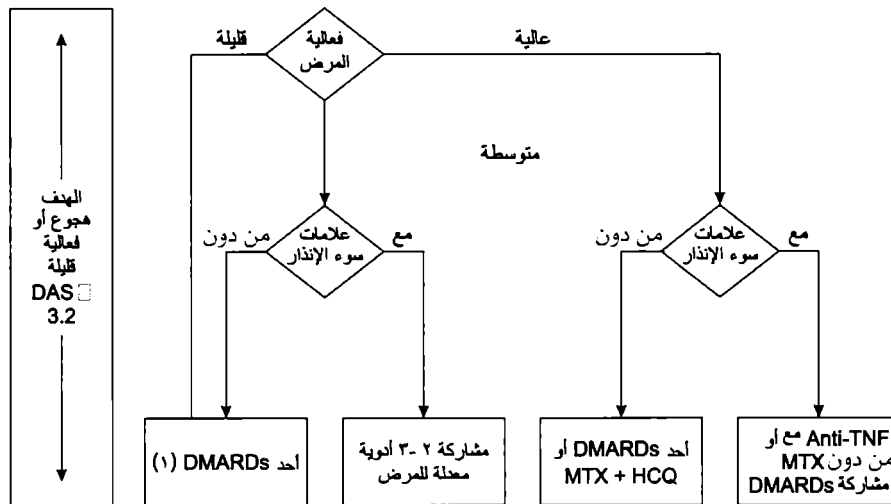 فعالية
المرض
عالية
قليلة
متوسطة
علامات
سوء الإنذار
مع
من دون
علامات
سوء الإنذار
مع
من دون
Anti-TNF مع أو
من دون MTX
مشاركة DMARDs
أحد DMARDs أو
MTX + HCQ
مشاركة ٢ -٣ أدوية
معدلة للمرض
أحد DMARDs (١)
الهدف
هجوع أو
فعالية
قليلة
DAS
3.2